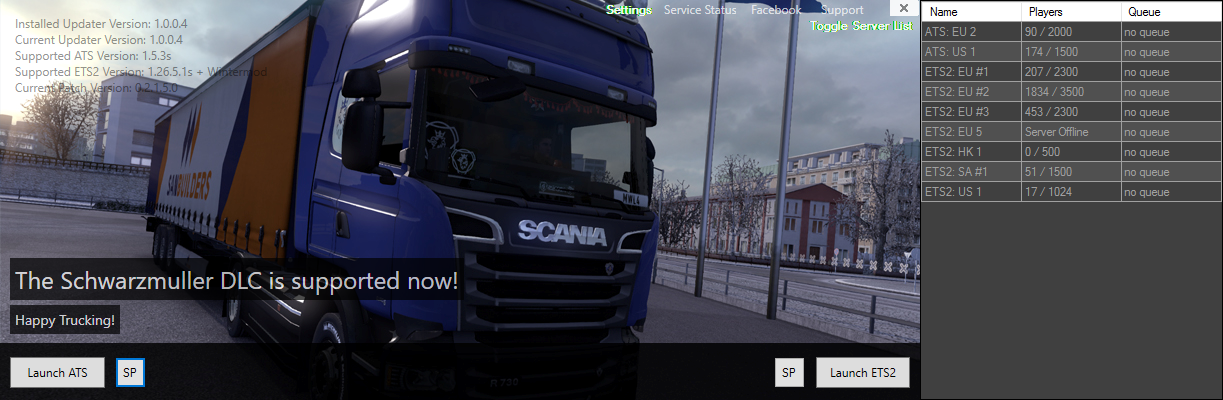 Installed Updater Version: 1.0.0.4
Current Updater Version: 1.0.0.4
Supported ATS Version: 1.5.3s
Supported ETS2 Version: 1.26.5.1s + Wintermod
Current Patch Version: 0.2.1.5.0
Settings Service Status Facebook Support
Toggle Server List
SCANIA
R 730
The Schwarzmuller DLC is supported now!
Happy Trucking!
Launch ATS SP SP Launch ETS2
Name Players Queue
ATS: EU 2 90 / 2000 no queue
ATS: US 1 174 / 1500 no queue
ETS2: EU #1 207 / 2300 no queue
ETS2: EU #2 1834 / 3500 no queue
ETS2: EU #3 453 / 2300 no queue
ETS2: EU 5 Server Offline no queue
ETS2: HK 1 0 / 500 no queue
ETS2: SA #1 51 / 1500 no queue
ETS2: US 1 17 / 1024 no queue